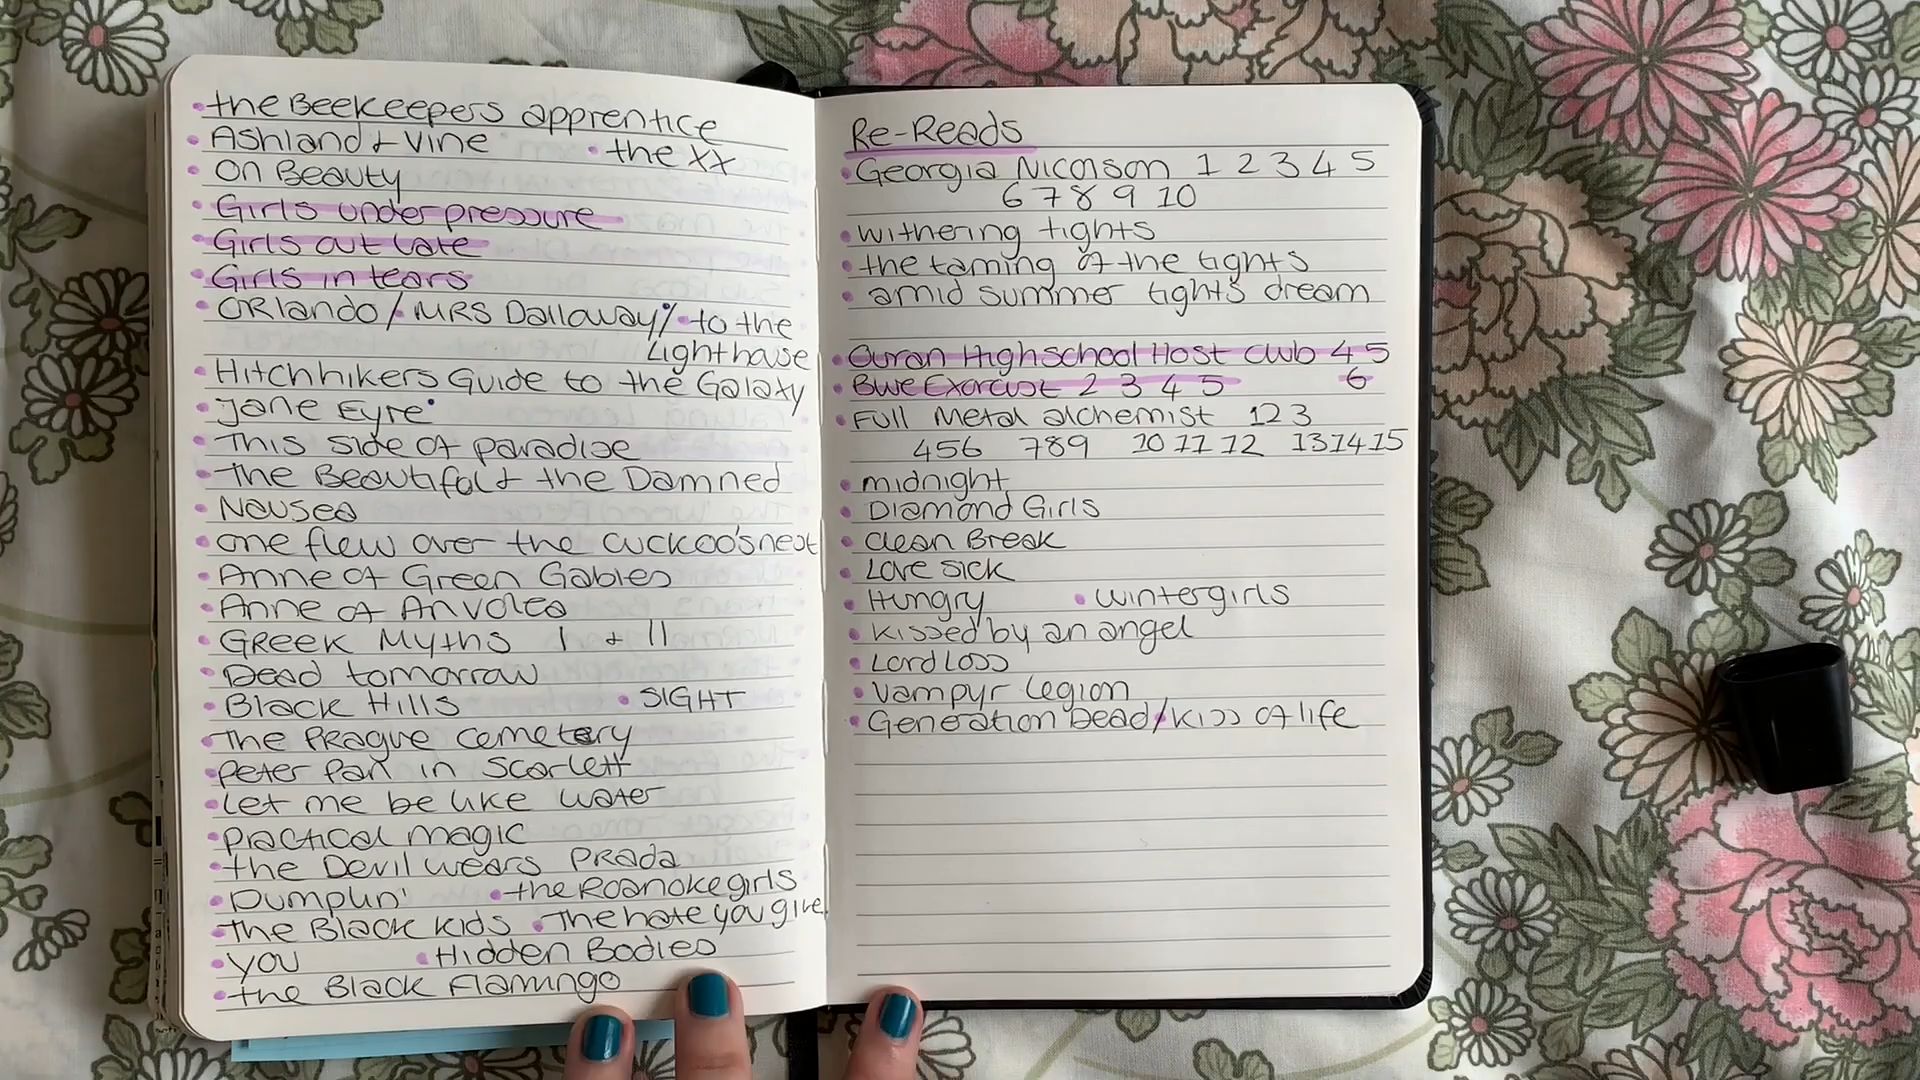 • the Beekeepers apprentice
• Ashland + Vine • the XX
• on Beauty
• Girls under pressure
• Girls out late
• Girls in tears
• Orlando / • MRS Dalloway / • to the
Lighthouse
• Hitchhikers Guide to the Galaxy
• Jane Eyre
• This side of paradise
• the Beautiful + the Damned
• Nausea
• one flew over the cuckoo's nest
• Anne of Green Gables
• Anne of Anvolea
• Greek Myths I + II
• Dead tomorrow
• Black Hills • SIGHT
• The Prague cemetery
• Peter Pan in Scarlett
• Let me be like water
• practical magic
• the Devil wears PRada
• Dumplin' • the Roanoke girls
• the Black kids • The hate you give
• you • Hidden Bodies
• the Black Flamingo
Re-Reads
• Georgia Nicolson 1 2 3 4 5
6 7 8 9 10
• withering tights
• the taming of the tights
• amid summer tights dream
• Ouran Highschool Host club 4 5
6
• Blue Exorcist 2 3 4 5
• Full Metal alchemist 1 2 3
4 5 6 7 8 9 10 11 12 13 14 15
• midnight
• Diamond Girls
• clean Break
• Love sick
• Hungry • wintergirls
• kissed by an angel
• Lord Loss
• vampyr legion
• Generation Dead / • kiss of life